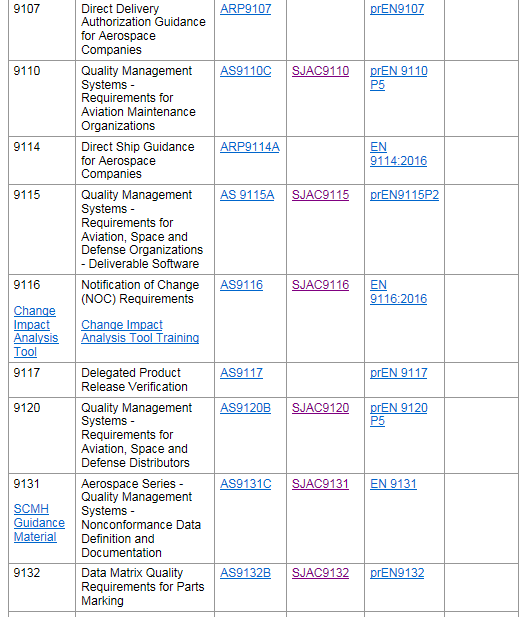 9107
Direct Delivery
Authorization Guidance
for Aerospace
Companies
ARP9107
prEN9107
9110
Quality Management
Systems -
Requirements for
Aviation Maintenance
Organizations
AS9110C
SJAC9110
prEN 9110
P5
9114
Direct Ship Guidance
for Aerospace
Companies
ARP9114A
EN
9114:2016
9115
Quality Management
Systems -
Requirements for
Aviation, Space and
Defense Organizations
- Deliverable Software
AS 9115A
SJAC9115
prEN9115P2
9116
Change
Impact
Analysis
Tool
Notification of Change
(NOC) Requirements
Change Impact
Analysis Tool Training
AS9116
SJAC9116
EN
9116:2016
9117
Delegated Product
Release Verification
AS9117
prEN 9117
9120
Quality Management
Systems -
Requirements for
Aviation, Space and
Defense Distributors
AS9120B
SJAC9120
prEN 9120
P5
9131
SCMH
Guidance
Material
Aerospace Series -
Quality Management
Systems -
Nonconformance Data
Definition and
Documentation
AS9131C
SJAC9131
EN 9131
9132
Data Matrix Quality
Requirements for Parts
Marking
AS9132B
SJAC9132
prEN9132